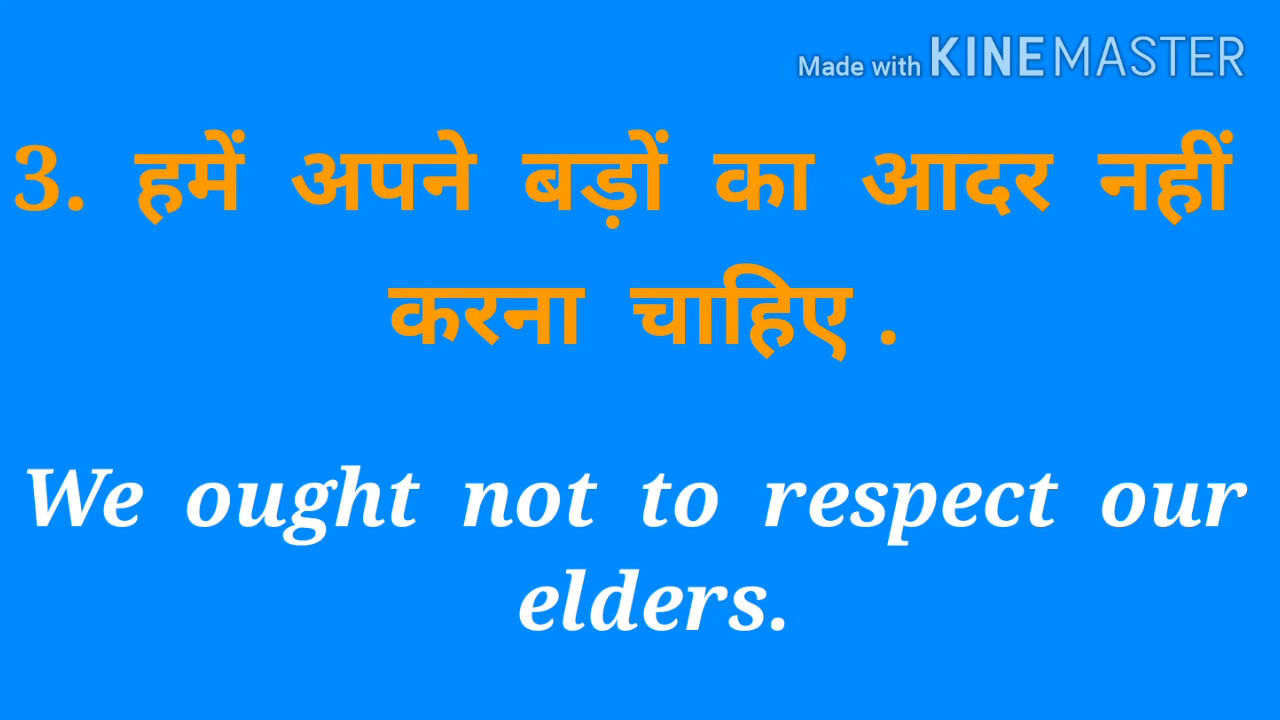 Made with KINEMASTER
3. हमें अपने बड़ों का आदर नहीं
करना चाहिए .
We ought not to respect our
elders.